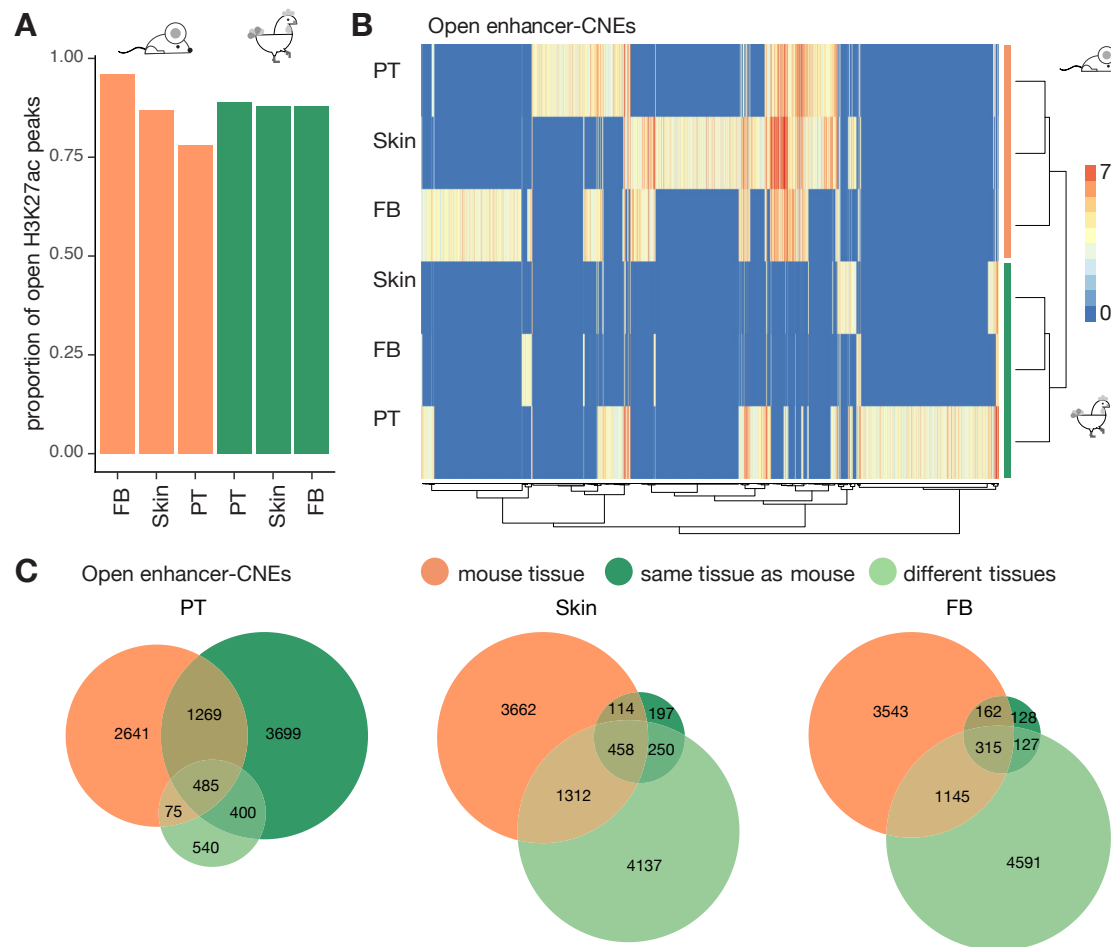 A
1.00
0.75
0.50
0.25
0.00
proportion of open H3K27ac peaks
FB Skin PT PT Skin FB
B
Open enhancer-CNEs
PT
Skin
FB
Skin
FB
PT
7
0
C
Open enhancer-CNEs
mouse tissue same tissue as mouse different tissues
PT
2641 1269 3699
485
75 400
540
Skin
3662 114 197
458 250
1312
4137
FB
3543 162 128
315 127
1145
4591